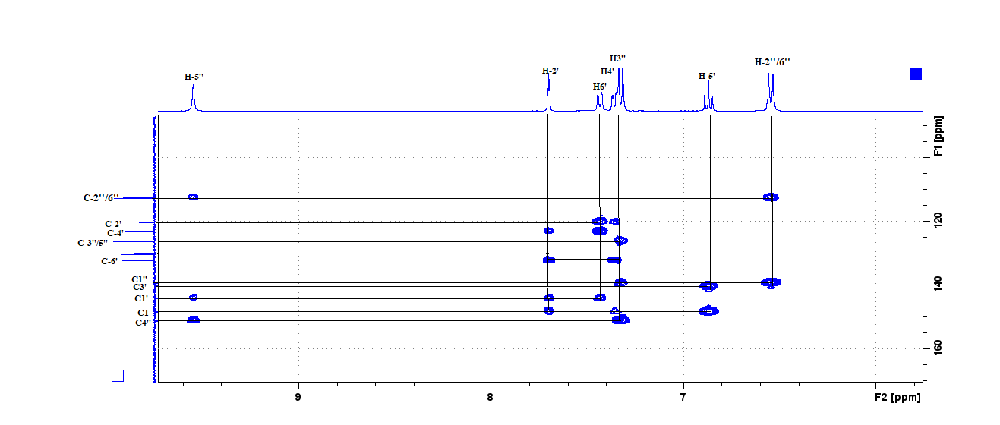 H3"
H-5" H-2' H4' H-2"/6"
H6' H-5'
F1 [ppm]
C-2"/6"
C-2' 120
C-4'
C-3"/5"
C-6'
C1"
C3' 140
C1'
C1
C4"
160
9 8 7 F2 [ppm]